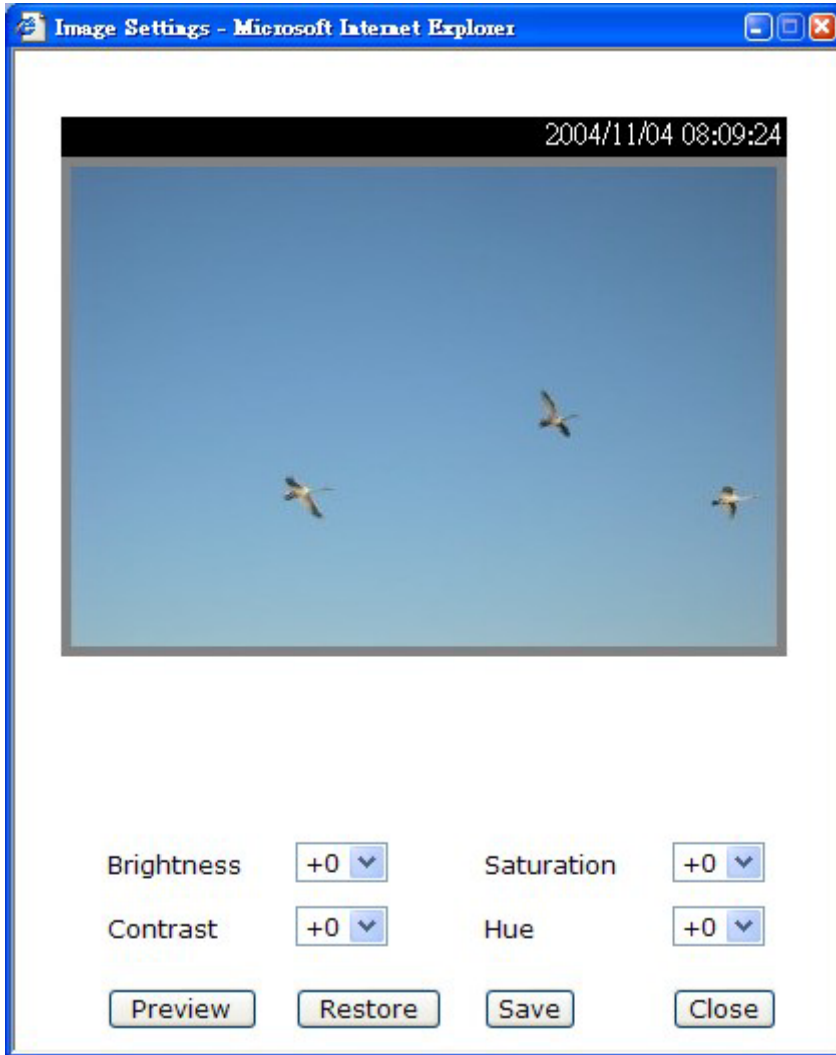 Image Settings - Microsoft Internet Explorer
2004/11/04 08:09:24
Brightness +0 Saturation +0
Contrast +0 Hue +0
Preview Restore Save Close